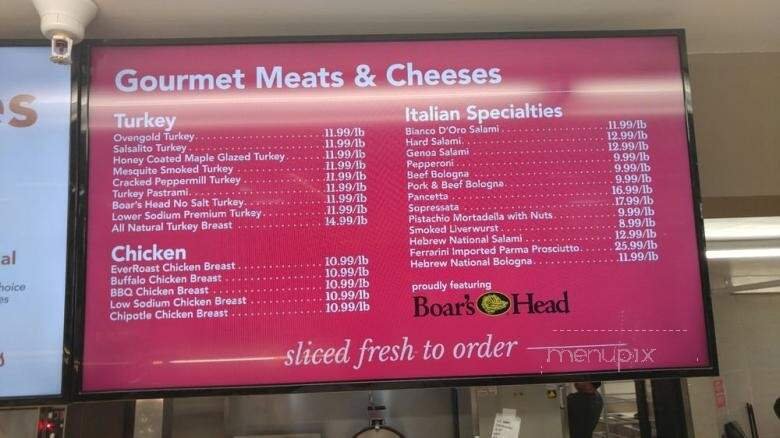 es
al
hoice
es
Gourmet Meats & Cheeses
Turkey
Ovengold Turkey 11.99/lb
Salsalito Turkey 11.99/lb
Honey Coated Maple Glazed Turkey 11.99/lb
Mesquite Smoked Turkey 11.99/lb
Cracked Peppermill Turkey 11.99/lb
Turkey Pastrami 11.99/lb
Boar's Head No Salt Turkey 11.99/lb
Lower Sodium Premium Turkey 11.99/lb
All Natural Turkey Breast 14.99/lb
Chicken
EverRoast Chicken Breast 10.99/lb
Buffalo Chicken Breast 10.99/lb
BBQ Chicken Breast 10.99/lb
Low Sodium Chicken Breast 10.99/lb
Chipotle Chicken Breast 10.99/lb
Italian Specialties
Bianco D'Oro Salami 11.99/lb
Hard Salami 12.99/lb
Genoa Salami 12.99/lb
Pepperoni 9.99/lb
Beef Bologna 9.99/lb
Pork & Beef Bologna 9.99/lb
Pancetta 16.99/lb
Sopressata 17.99/lb
Pistachio Mortadella with Nuts 9.99/lb
Smoked Liverwurst 8.99/lb
Hebrew National Salami 12.99/lb
Ferrarini Imported Parma Prosciutto 25.99/lb
Hebrew National Bologna 11.99/lb
proudly featuring
Boar's Head
sliced fresh to order
menupix